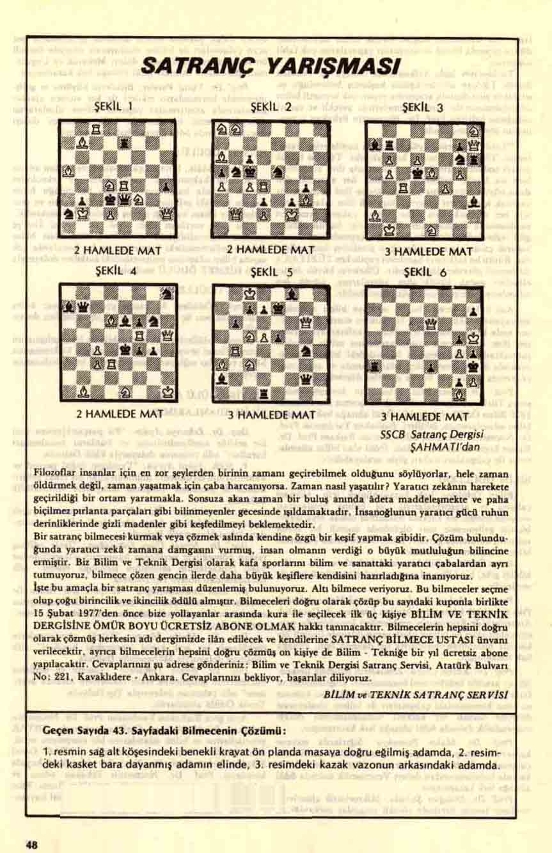 SATRANÇ YARIŞMASI
ŞEKİL 1
ŞEKİL 2
ŞEKİL 3
2 HAMLEDE MAT
2 HAMLEDE MAT
3 HAMLEDE MAT
ŞEKİL 4
ŞEKİL 5
ŞEKİL 6
2 HAMLEDE MAT
3 HAMLEDE MAT
3 HAMLEDE MAT
SSCB Satranç Dergisi
ŞAHMATI'dan
Filozoflar insanlar için en zor şeylerden birinin zamanı geçirebilmek olduğunu söylüyorlar, hele zaman
öldürmek değil, zaman yaşatmak için çaba harcanıyorsa. Zaman nasıl yaşatılır? Yaratıcı zekânın harekete
geçirildiği bir ortam yaratmakla. Sonsuza akan zaman bir buluş anında âdeta maddeleşmekte ve paha
biçilmez pırlanta parçaları gibi bilinmeyenler gecesinde ışıldamaktadır. İnsanoğlunun yaratıcı gücü ruhun
derinliklerinde gizli madenler gibi keşfedilmeyi beklemektedir.
Bir satranç bilmecesi kurmak veya çözmek aslında kendine özgü bir keşif yapmak gibidir. Çözüm bulundu-
ğunda yaratıcı zekâ zamana damgasını vurmuş, insan olmanın verdiği o büyük mutluluğun bilincine
ermiştir. Biz Bilim ve Teknik Dergisi olarak kafa sporlarını bilim ve sanattaki yaratıcı çabalardan ayrı
tutmuyoruz, bilmece çözen gencin ilerde daha büyük keşiflere kendisini hazırladığına inanıyoruz.
İşte bu amaçla bir satranç yarışması düzenlemiş bulunuyoruz. Altı bilmece veriyoruz. Bu bilmeceler seçme
olup çoğu birincilik ve ikincilik ödülü almıştır. Bilmeceleri doğru olarak çözüp bu sayıdaki kuponla birlikte
15 Şubat 1977'den önce bize yollayanlar arasında kura ile seçilecek ilk üç kişiye BİLİM VE TEKNİK
DERGİSİNE ÖMÜR BOYU ÜCRETSİZ ABONE OLMAK hakkı tanınacaktır. Bilmecelerin hepsini doğru
olarak çözmüş herkesin adı dergimizde ilân edilecek ve kendilerine SATRANÇ BİLMECE USTASI ünvanı
verilecektir, ayrıca bilmecelerin hepsini doğru çözmüş on kişiye de Bilim - Tekniğe bir yıl ücretsiz abone
yapılacaktır. Cevaplarınızı şu adrese gönderiniz: Bilim ve Teknik Dergisi Satranç Servisi, Atatürk Bulvarı
No: 221, Kavaklıdere - Ankara. Cevaplarınızı bekliyor, başarılar diliyoruz.
BİLİM ve TEKNİK SATRANÇ SERVİSİ
Geçen Sayıda 43. Sayfadaki Bilmecenin Çözümü:
1. resmin sağ alt köşesindeki benekli kravat ön planda masaya doğru eğilmiş adamda, 2. resim-
deki kasket bara dayanmış adamın elinde, 3. resimdeki kazak vazonun arkasındaki adamda.
48